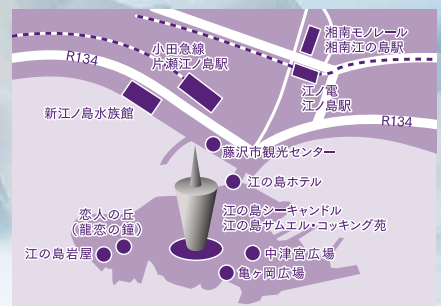 湘南モノレール
湘南江の島駅
小田急線
片瀬江ノ島駅
R134
江ノ電
江ノ島駅
新江ノ島水族館
R134
藤沢市観光センター
江の島ホテル
恋人の丘
(龍恋の鐘)
江の島シーキャンドル
江の島サムエル・コッキング苑
江の島岩屋
中津宮広場
亀ヶ岡広場